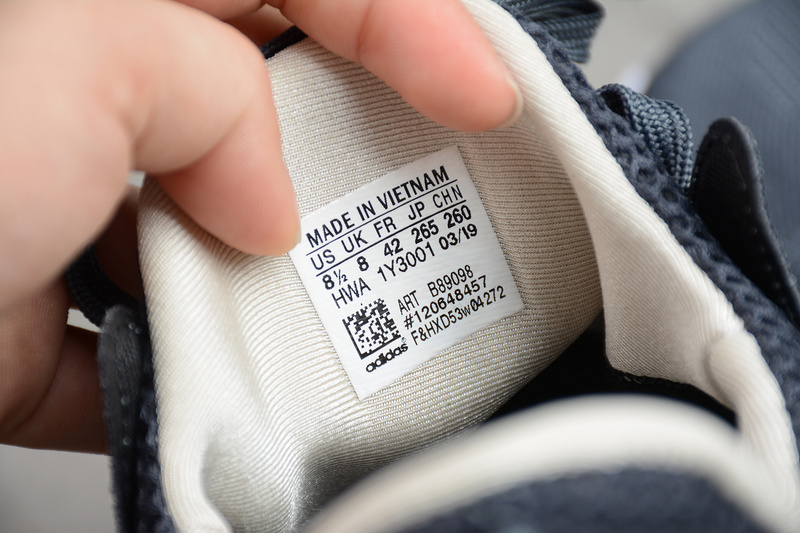 MADE IN VIETNAM
US UK FR JP CHN
8½ 8 42 265 260
HWA 1Y3001 03/19
ART B89098
#120648457
F&HXD53w04272
adidas